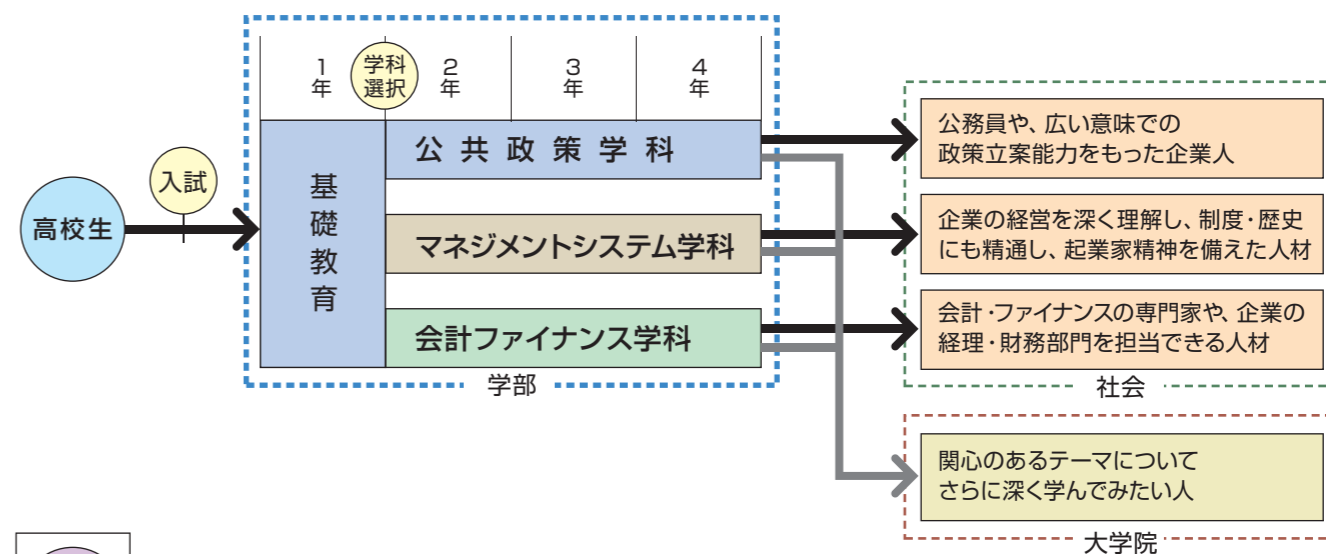 1年
学科
選択
2年
3年
4年
高校生
入試
基礎教育
公共政策学科
マネジメントシステム学科
会計ファイナンス学科
学部
公務員や、広い意味での
政策立案能力をもった企業人
企業の経営を深く理解し、制度・歴史
にも精通し、起業家精神を備えた人材
会計・ファイナンスの専門家や、企業の
経理・財務部門を担当できる人材
社会
関心のあるテーマについて
さらに深く学んでみたい人
大学院